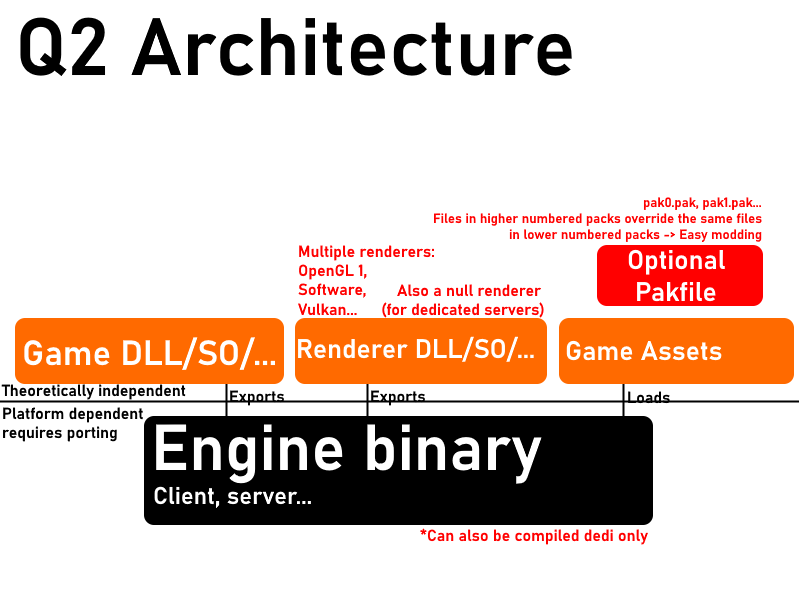 Q2 Architecture
pak0.pak, pak1.pak...
Files in higher numbered packs override the same files
in lower numbered packs -> Easy modding
Optional
Pakfile
Multiple renderers:
OpenGL 1,
Software,
Vulkan...
Also a null renderer
(for dedicated servers)
Game DLL/SO/...
Renderer DLL/SO/...
Game Assets
Theoretically independent
Exports
Exports
Loads
Platform dependent
requires porting
Engine binary
Client, server...
*Can also be compiled dedi only